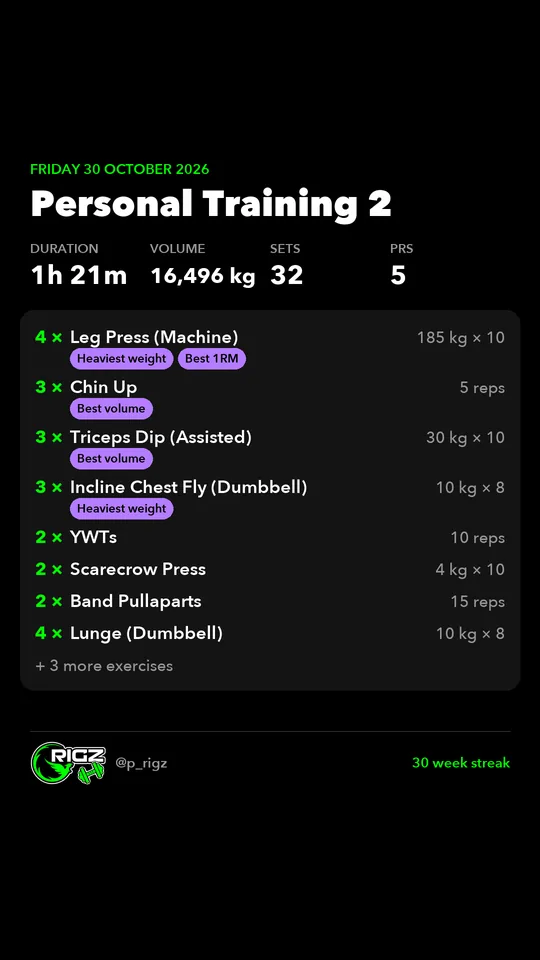 FRIDAY 30 OCTOBER 2026
Personal Training 2
DURATION VOLUME SETS PRS
1h 21m 16,496 kg 32 5
4 × Leg Press (Machine) 185 kg × 10
Heaviest weight Best 1RM
3 × Chin Up 5 reps
Best volume
3 × Triceps Dip (Assisted) 30 kg × 10
Best volume
3 × Incline Chest Fly (Dumbbell) 10 kg × 8
Heaviest weight
2 × YWTs 10 reps
2 × Scarecrow Press 4 kg × 10
2 × Band Pullaparts 15 reps
4 × Lunge (Dumbbell) 10 kg × 8
+ 3 more exercises
RIGZ @p_rigz 30 week streak